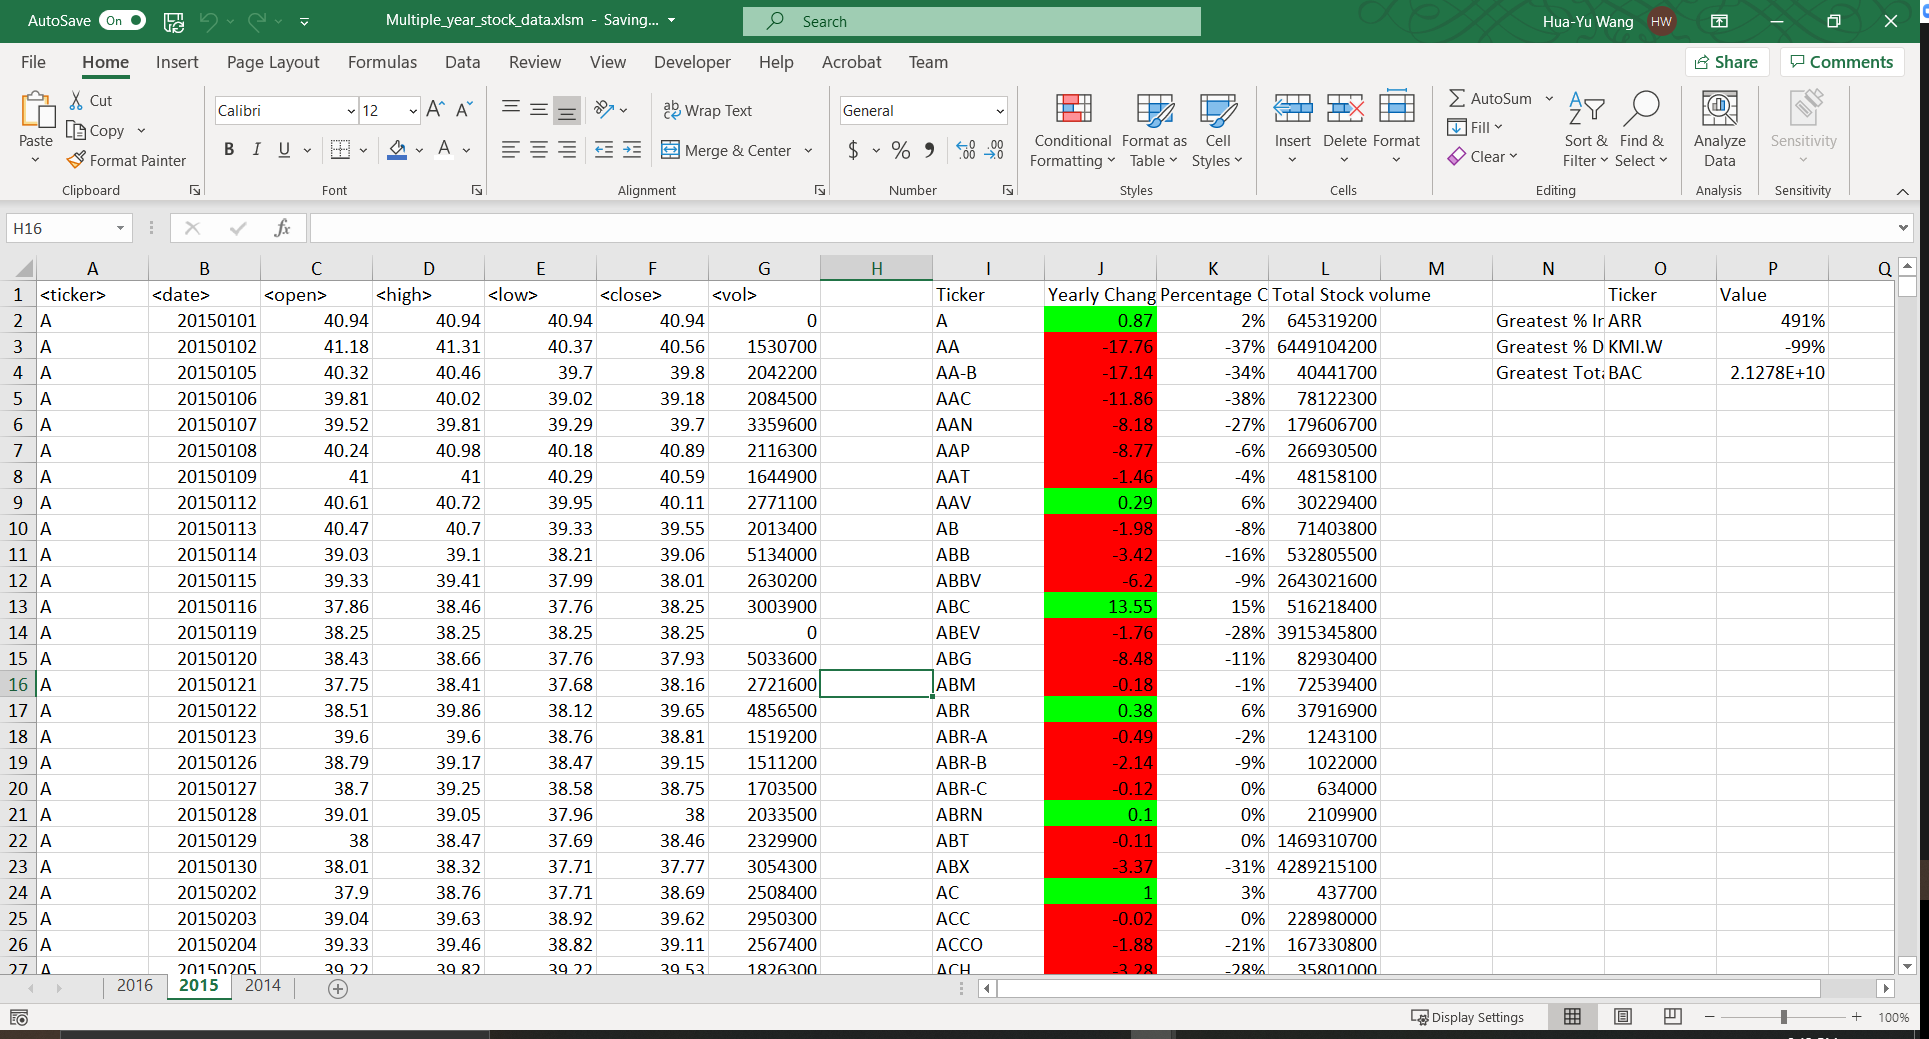 AutoSave On Multiple_year_stock_data.xlsm - Saving... Search Hua-Yu Wang HW
File Home Insert Page Layout Formulas Data Review View Developer Help Acrobat Team Share Comments
Paste Cut Copy Format Painter Clipboard
Calibri 12 A A B I U A Font
ab Wrap Text Merge & Center Alignment
General $ % 9 .00 .00 Number
Conditional Formatting Format as Table Cell Styles Styles
Insert Delete Format Cells
AutoSum Fill Clear Sort & Filter Find & Select Editing
Analyze Data Analysis
Sensitivity Sensitivity
H16 fx
A B C D E F G H I J K L M N O P Q
1 <ticker> <date> <open> <high> <low> <close> <vol> Ticker Yearly Chang Percentage C Total Stock volume Ticker Value
2 A 20150101 40.94 40.94 40.94 40.94 0 A 0.87 2% 645319200 Greatest % In ARR 491%
3 A 20150102 41.18 41.31 40.37 40.56 1530700 AA -17.76 -37% 6449104200 Greatest % D KMI.W -99%
4 A 20150105 40.32 40.46 39.7 39.8 2042200 AA-B -17.14 -34% 40441700 Greatest Tota BAC 2.1278E+10
5 A 20150106 39.81 40.02 39.02 39.18 2084500 AAC -11.86 -38% 78122300
6 A 20150107 39.52 39.81 39.29 39.7 3359600 AAN -8.18 -27% 179606700
7 A 20150108 40.24 40.98 40.18 40.89 2116300 AAP -8.77 -6% 266930500
8 A 20150109 41 41 40.29 40.59 1644900 AAT -1.46 -4% 48158100
9 A 20150112 40.61 40.72 39.95 40.11 2771100 AAV 0.29 6% 30229400
10 A 20150113 40.47 40.7 39.33 39.55 2013400 AB -1.98 -8% 71403800
11 A 20150114 39.03 39.1 38.21 39.06 5134000 ABB -3.42 -16% 532805500
12 A 20150115 39.33 39.41 37.99 38.01 2630200 ABBV -6.2 -9% 2643021600
13 A 20150116 37.86 38.46 37.76 38.25 3003900 ABC 13.55 15% 516218400
14 A 20150119 38.25 38.25 38.25 38.25 0 ABEV -1.76 -28% 3915345800
15 A 20150120 38.43 38.66 37.76 37.93 5033600 ABG -8.48 -11% 82930400
16 A 20150121 37.75 38.41 37.68 38.16 2721600 ABM -0.18 -1% 72539400
17 A 20150122 38.51 39.86 38.12 39.65 4856500 ABR 0.38 6% 37916900
18 A 20150123 39.6 39.6 38.76 38.81 1519200 ABR-A -0.49 -2% 1243100
19 A 20150126 38.79 39.17 38.47 39.15 1511200 ABR-B -2.14 -9% 1022000
20 A 20150127 38.7 39.25 38.58 38.75 1703500 ABR-C -0.12 0% 634000
21 A 20150128 39.01 39.05 37.96 38 2033500 ABRN 0.1 0% 2109900
22 A 20150129 38 38.47 37.69 38.46 2329900 ABT -0.11 0% 1469310700
23 A 20150130 38.01 38.32 37.71 37.77 3054300 ABX -3.37 -31% 4289215100
24 A 20150202 37.9 38.76 37.71 38.69 2508400 AC 1 3% 437700
25 A 20150203 39.04 39.63 38.92 39.62 2950300 ACC -0.02 0% 228980000
26 A 20150204 39.33 39.46 38.82 39.11 2567400 ACCO -1.88 -21% 167330800
27 A 20150205 39.22 39.82 39.22 39.53 1826300 ACH -3.28 -28% 35801000
2016 2015 2014
Display Settings 100%